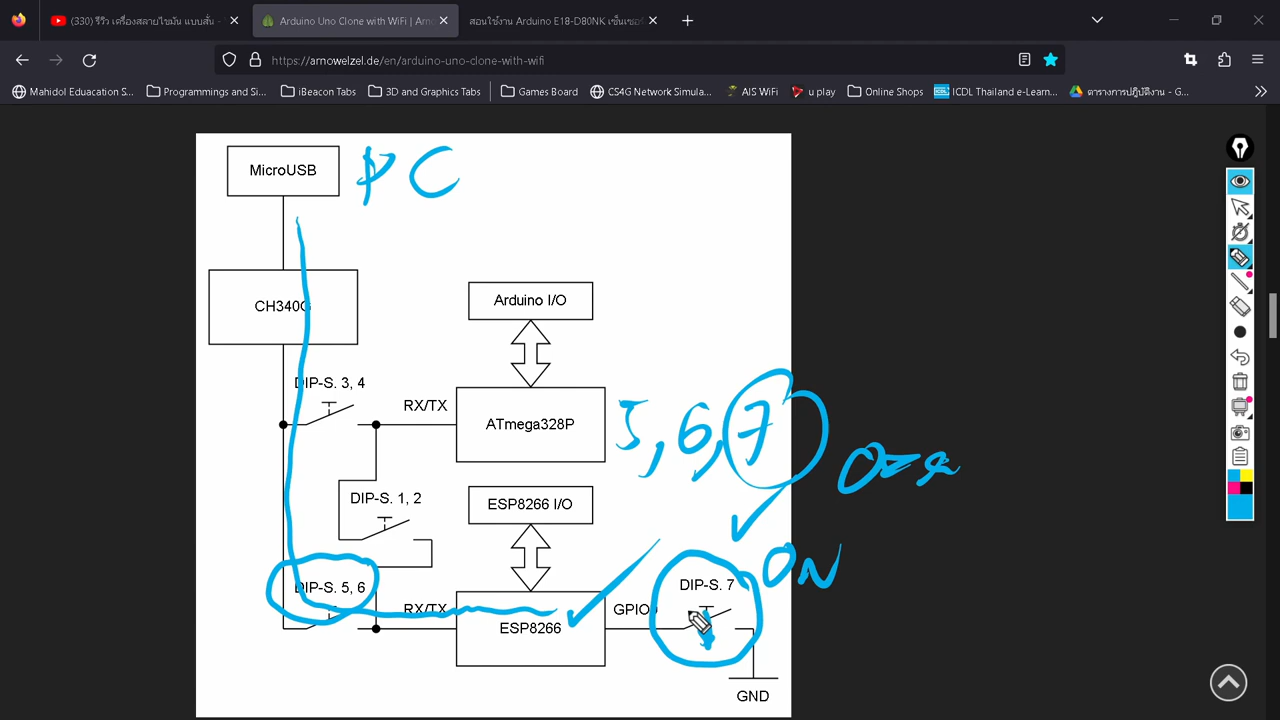 (330) รีวิว เครื่องสลายไขมัน แบบสั่น -
Arduino Uno Clone with WiFi | Arn
สอนใช้งาน Arduino E18-D80NK เซ็นเซอร์
https://arnowelzel.de/en/arduino-uno-clone-with-wifi
Mahidol Eduacation S...
Programmings and Si...
iBeacon Tabs
3D and Graphics Tabs
Games Board
CS4G Network Simula...
AIS WiFi
u play
Online Shops
ICDL Thailand e-Learn...
ตารางการปฎิบัติงาน - G...
MicroUSB
PC
CH340G
Arduino I/O
DIP-S. 3, 4
RX/TX
ATmega328P
5, 6, 7
DIP-S. 1, 2
ESP8266 I/O
ON
DIP-S. 5, 6
DIP-S. 7
RX/TX
GPIO0
ESP8266
GND